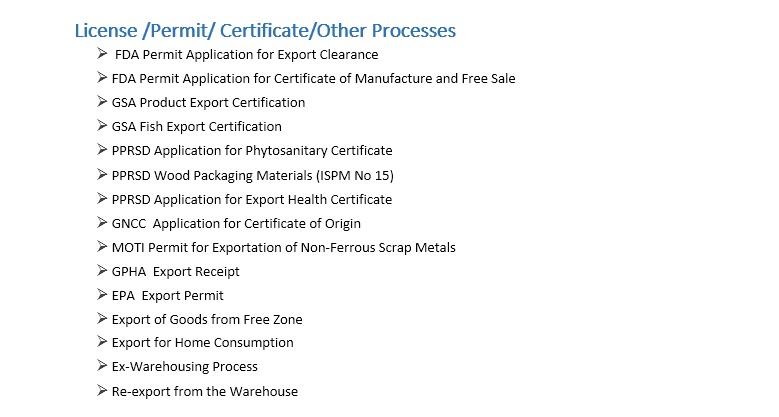 License /Permit/ Certificate/Other Processes
➢ FDA Permit Application for Export Clearance
➢ FDA Permit Application for Certificate of Manufacture and Free Sale
➢ GSA Product Export Certification
➢ GSA Fish Export Certification
➢ PPRSD Application for Phytosanitary Certificate
➢ PPRSD Wood Packaging Materials (ISPM No 15)
➢ PPRSD Application for Export Health Certificate
➢ GNCC  Application for Certificate of Origin
➢ MOTI Permit for Exportation of Non-Ferrous Scrap Metals
➢ GPHA  Export Receipt
➢ EPA  Export Permit
➢ Export of Goods from Free Zone
➢ Export for Home Consumption
➢ Ex-Warehousing Process
➢ Re-export from the Warehouse